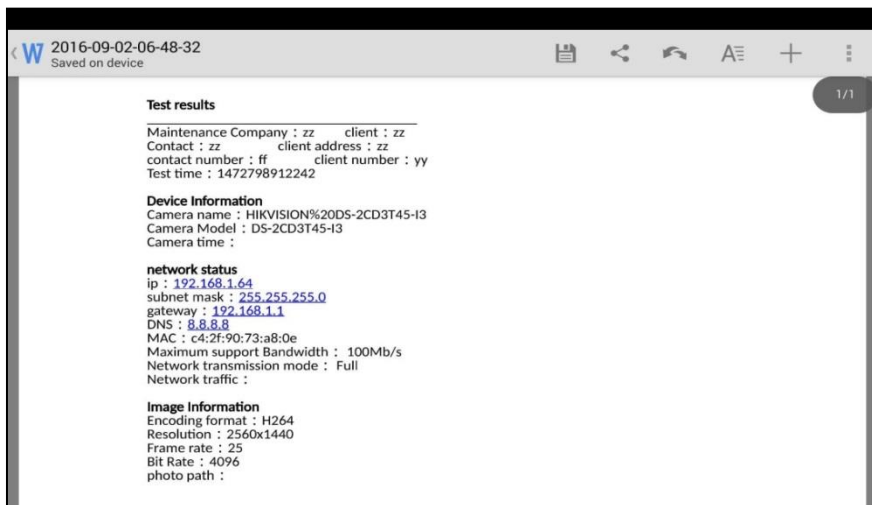 W 2016-09-02-06-48-32
Saved on device
1/1
Test results
Maintenance Company：zz client：zz
Contact：zz client address：zz
contact number：ff client number：yy
Test time：1472798912242
Device Information
Camera name：HIKVISION%20DS-2CD3T45-I3
Camera Model：DS-2CD3T45-I3
Camera time：
network status
ip：192.168.1.64
subnet mask：255.255.255.0
gateway：192.168.1.1
DNS：8.8.8.8
MAC：c4:2f:90:73:a8:0e
Maximum support Bandwidth：100Mb/s
Network transmission mode：Full
Network traffic：
Image Information
Encoding format：H264
Resolution：2560x1440
Frame rate：25
Bit Rate：4096
photo path：